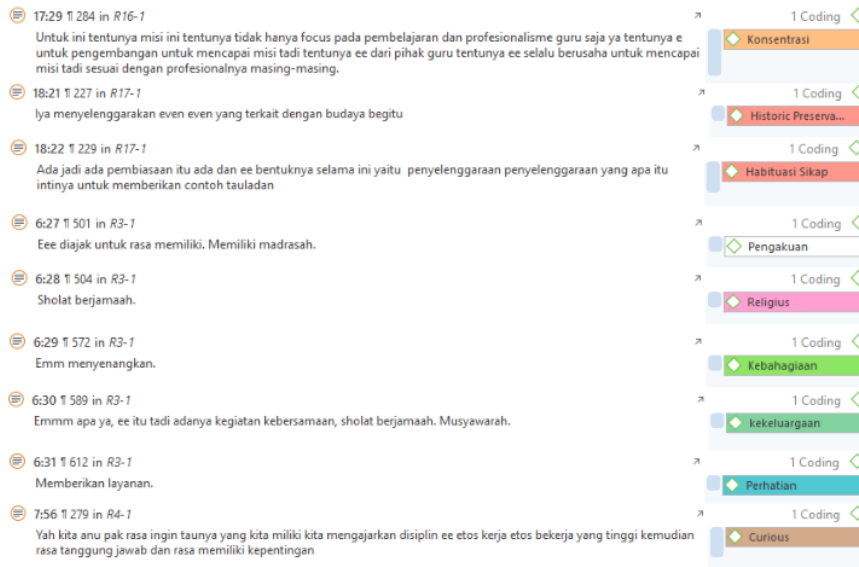 17:29 ¶ 284 in R16-1
1 Coding
Untuk ini tentunya misi ini tentunya tidak hanya focus pada pembelajaran dan profesionalisme guru saja ya tentunya e
Konsentrasi
untuk pengembangan untuk mencapai misi tadi tentunya ee dari pihak guru tentunya ee selalu berusaha untuk mencapai
misi tadi sesuai dengan profesionalnya masing-masing.
18:21 ¶ 227 in R17-1
1 Coding
Iya menyelenggarakan even even yang terkait dengan budaya begitu
Historic Preserva...
18:22 ¶ 229 in R17-1
1 Coding
Ada jadi ada pembiasaan itu ada dan ee bentuknya selama ini yaitu penyelenggaraan penyelenggaraan yang apa itu
Habituasi Sikap
intinya untuk memberikan contoh tauladan
6:27 ¶ 501 in R3-1
1 Coding
Eee diajak untuk rasa memiliki. Memiliki madrasah.
Pengakuan
6:28 ¶ 504 in R3-1
1 Coding
Sholat berjamaah.
Religius
6:29 ¶ 572 in R3-1
1 Coding
Emm menyenangkan.
Kebahagiaan
6:30 ¶ 589 in R3-1
1 Coding
Emmm apa ya, ee itu tadi adanya kegiatan kebersamaan, sholat berjamaah. Musyawarah.
kekeluargaan
6:31 ¶ 612 in R3-1
1 Coding
Memberikan layanan.
Perhatian
7:56 ¶ 279 in R4-1
1 Coding
Yah kita anu pak rasa ingin taunya yang kita miliki kita mengajarkan disiplin ee etos kerja etos bekerja yang tinggi kemudian
Curious
rasa tanggung jawab dan rasa memiliki kepentingan